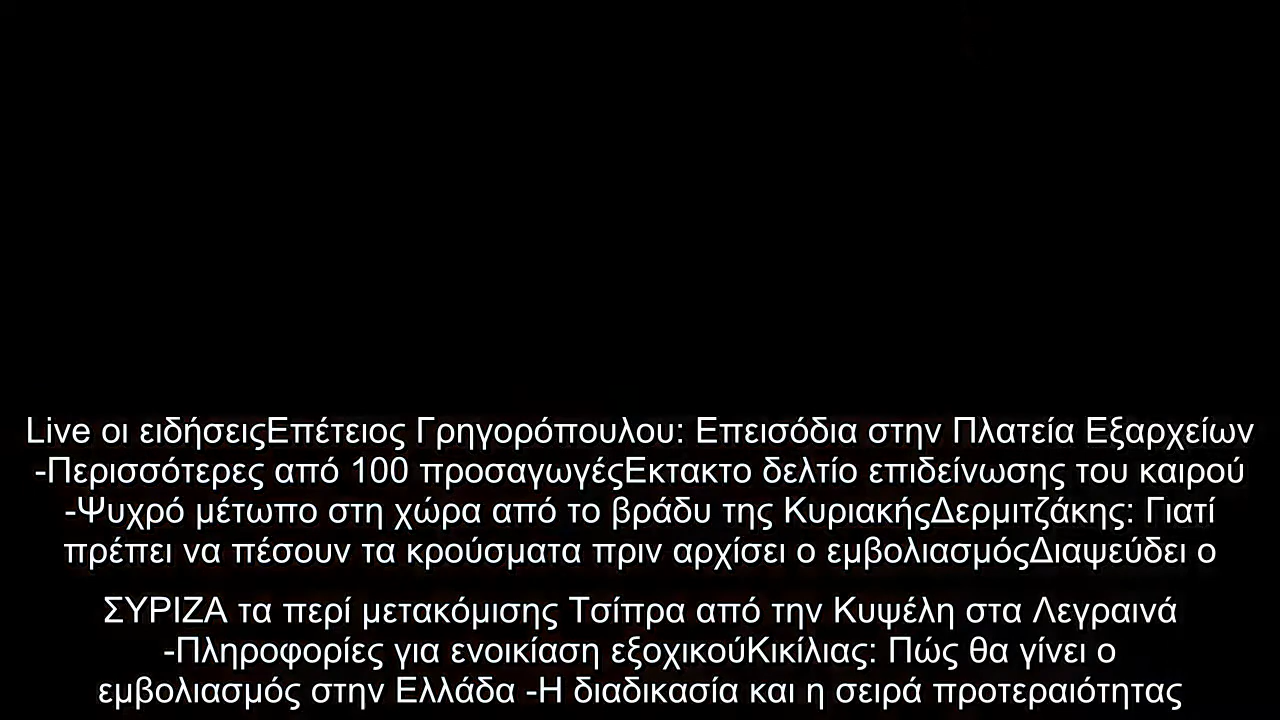 Live οι ειδήσειςΕπέτειος Γρηγορόπουλου: Επεισόδια στην Πλατεία Εξαρχείων
-Περισσότερες από 100 προσαγωγέςΕκτακτο δελτίο επιδείνωσης του καιρού
-Ψυχρό μέτωπο στη χώρα από το βράδυ της ΚυριακήςΔερμιτζάκης: Γιατί
πρέπει να πέσουν τα κρούσματα πριν αρχίσει ο εμβολιασμόςΔιαψεύδει ο
ΣΥΡΙΖΑ τα περί μετακόμισης Τσίπρα από την Κυψέλη στα Λεγραινά
-Πληροφορίες για ενοικίαση εξοχικούΚικίλιας: Πώς θα γίνει ο
εμβολιασμός στην Ελλάδα -Η διαδικασία και η σειρά προτεραιότητας